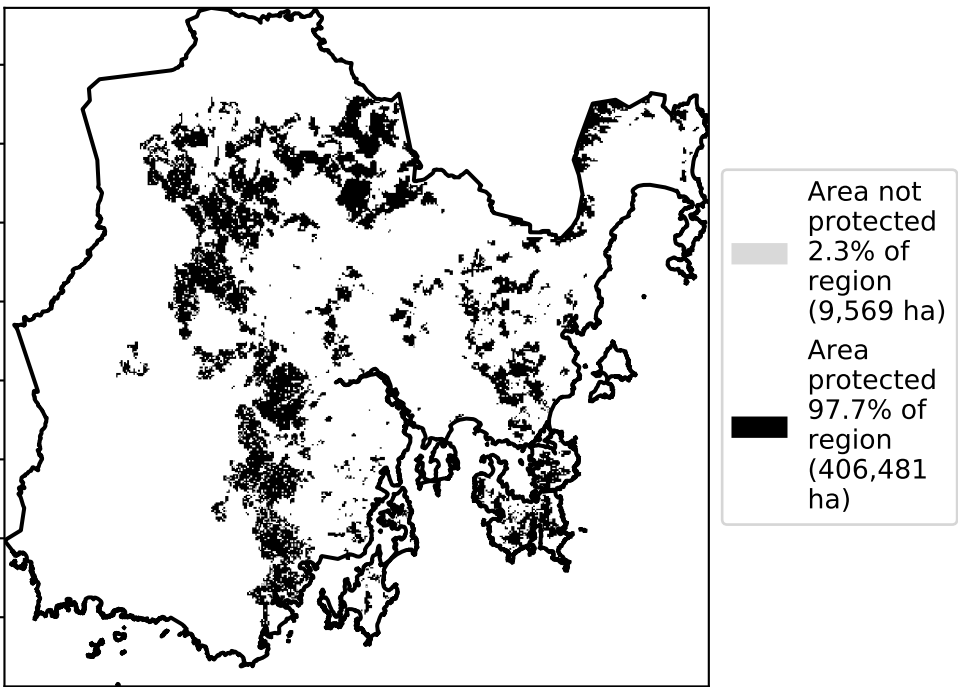 Area not
protected
2.3% of
region
(9,569 ha)
Area
protected
97.7% of
region
(406,481
ha)